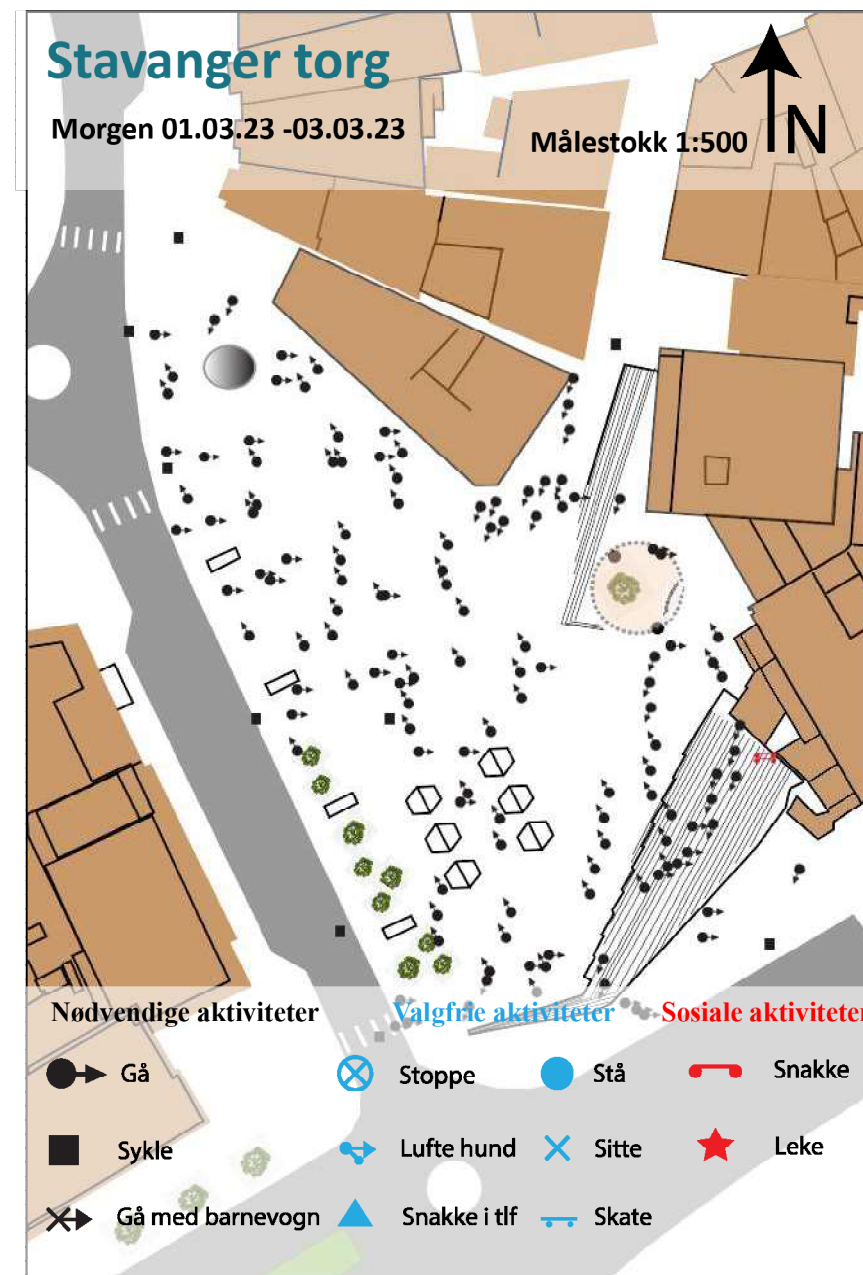 Stavanger torg
Morgen 01.03.23 -03.03.23
Målestokk 1:500
N
Nødvendige aktiviteter
Valgfrie aktiviteter
Sosiale aktiviteter
Gå
Stoppe
Stå
Snakke
Sykle
Lufte hund
Sitte
Leke
Gå med barnevogn
Snakke i tlf
Skate